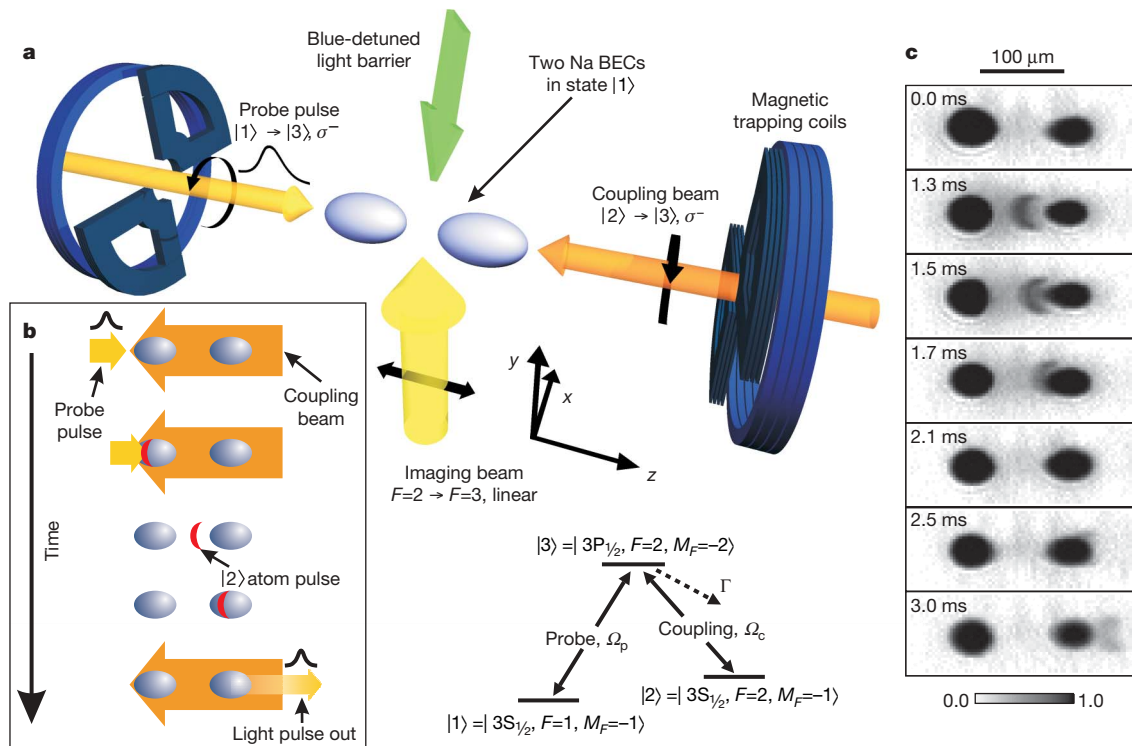 a
Blue-detuned
light barrier
Two Na BECs
in state |1⟩
Probe pulse
|1⟩ → |3⟩, σ⁻
Magnetic
trapping coils
Coupling beam
|2⟩ → |3⟩, σ⁻
Imaging beam
F=2 → F=3, linear
y
x
z
b
Probe
pulse
Coupling
beam
Time
|2⟩ atom pulse
Light pulse out
|3⟩ =| 3P1/2, F=2, MF=−2⟩
Γ
Probe, Ωp
Coupling, Ωc
|2⟩ =| 3S1/2, F=2, MF=−1⟩
|1⟩ =| 3S1/2, F=1, MF=−1⟩
c
100 μm
0.0 ms
1.3 ms
1.5 ms
1.7 ms
2.1 ms
2.5 ms
3.0 ms
0.0 1.0